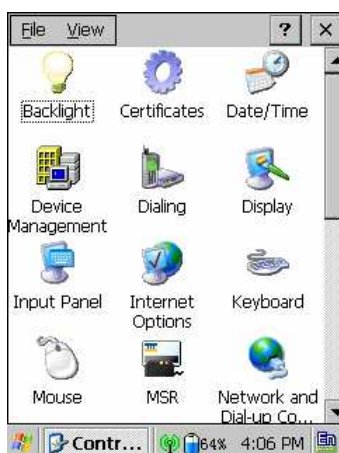 File View ? ×
Backlight Certificates Date/Time
Device Management Dialing Display
Input Panel Internet Options Keyboard
Mouse MSR Network and Dial-up Co...
Contr... 64% 4:06 PM En